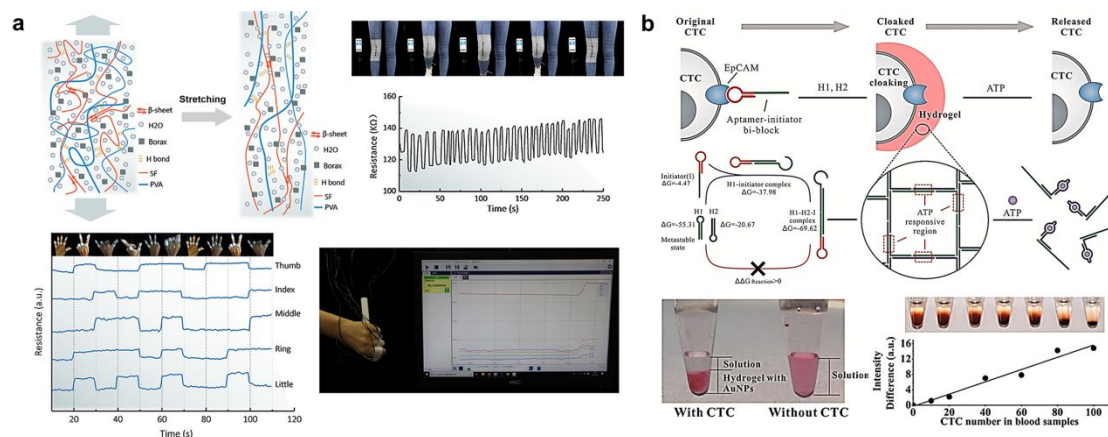 a
Stretching
β-sheet
H2O
Borax
H bond
SF
PVA
β-sheet
H2O
Borax
H bond
SF
PVA
Resistance (KΩ)
160
140
120
100
80
0
50
100
150
200
250
Time (s)
Resistance (a.u.)
Thumb
Index
Middle
Ring
Little
20
40
60
80
100
120
Time (s)
b
Original
CTC
Cloaked
CTC
Released
CTC
EpCAM
CTC
H1, H2
CTC
cloaking
ATP
CTC
Hydrogel
Aptamer-initiator
bi-block
Initiator(I)
ΔG=-4.47
H1-initiator complex
ΔG=-37.98
H1
H2
ΔG=-55.31
ΔG=-20.67
Metastable
state
H1-H2-I
complex
ΔG=-69.62
ΔΔG Reaction>0
ATP
responsive
region
ATP
Solution
Hydrogel with
AuNPs
Solution
With CTC
Without CTC
Intensity
Difference (a.u.)
16
12
8
4
0
0
20
40
60
80
100
CTC number in blood samples